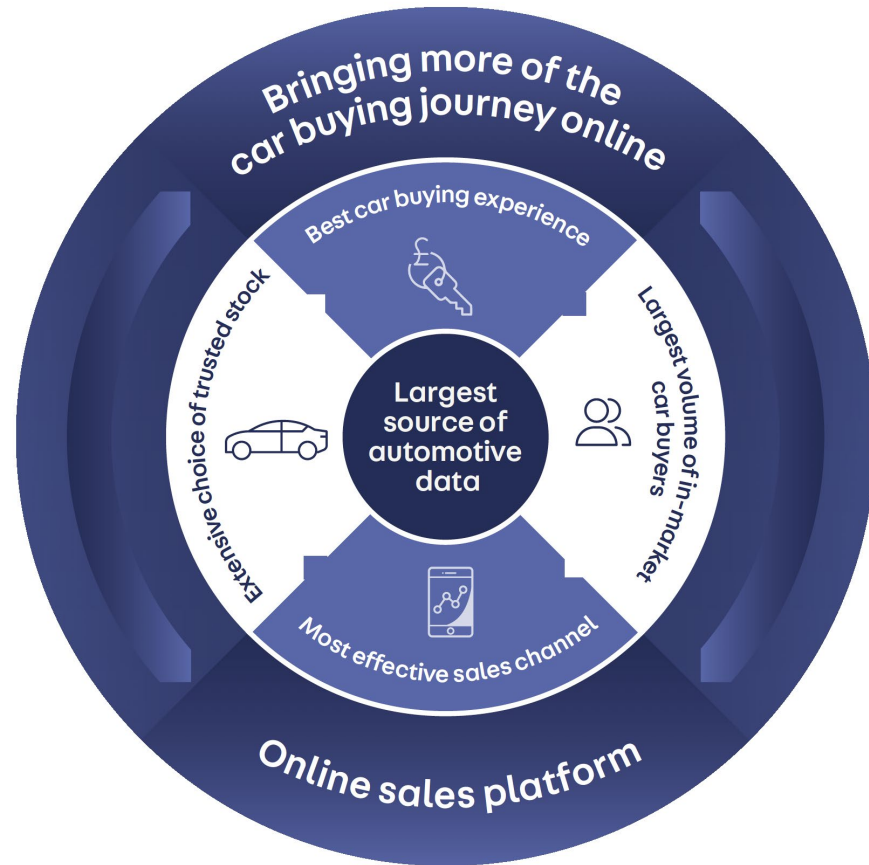 Bringing more of the
car buying journey online
Best car buying experience
£
Extensive choice of trusted stock
Largest
source of
automotive
data
Largest volume of in-market
car buyers
Most effective sales channel
Online sales platform